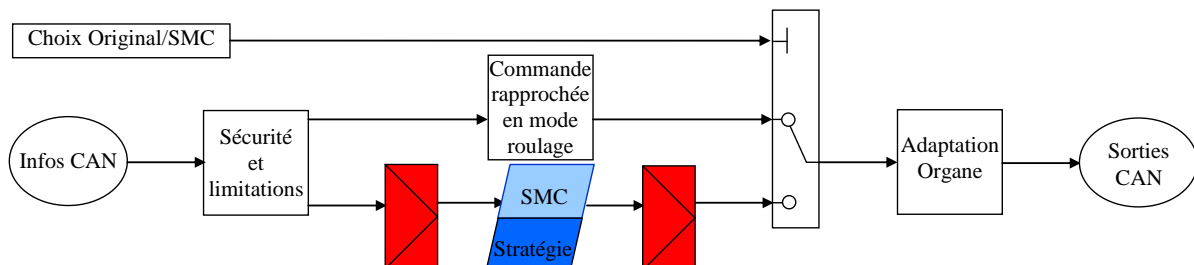 Choix Original/SMC
Commande
rapprochée
en mode
roulage
Infos CAN
Sécurité
et
limitations
SMC
Stratégie
Adaptation
Organe
Sorties
CAN